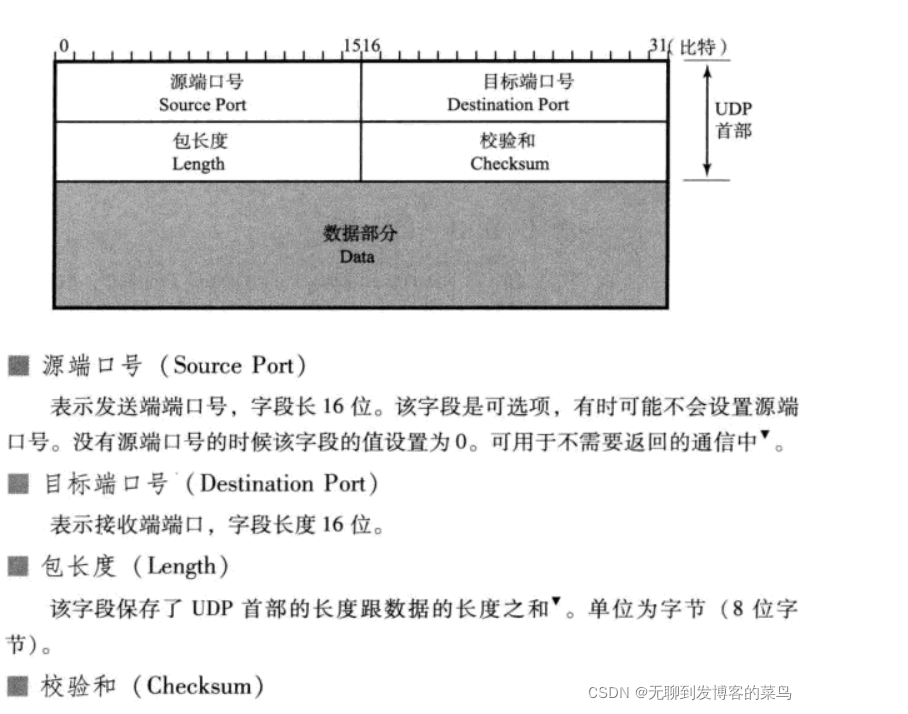 0 1516 31(比特)
源端口号 目标端口号
Source Port Destination Port
UDP
首部
包长度 校验和
Length Checksum
数据部分
Data
源端口号 (Source Port)
表示发送端端口号，字段长 16 位。该字段是可选项，有时可能不会设置源端
口号。没有源端口号的时候该字段的值设置为 0。可用于不需要返回的通信中▼。
目标端口号 (Destination Port)
表示接收端端口，字段长度 16 位。
包长度 (Length)
该字段保存了 UDP 首部的长度跟数据的长度之和▼。单位为字节（8 位字
节）。
校验和 (Checksum)
CSDN @无聊到发博客的菜鸟